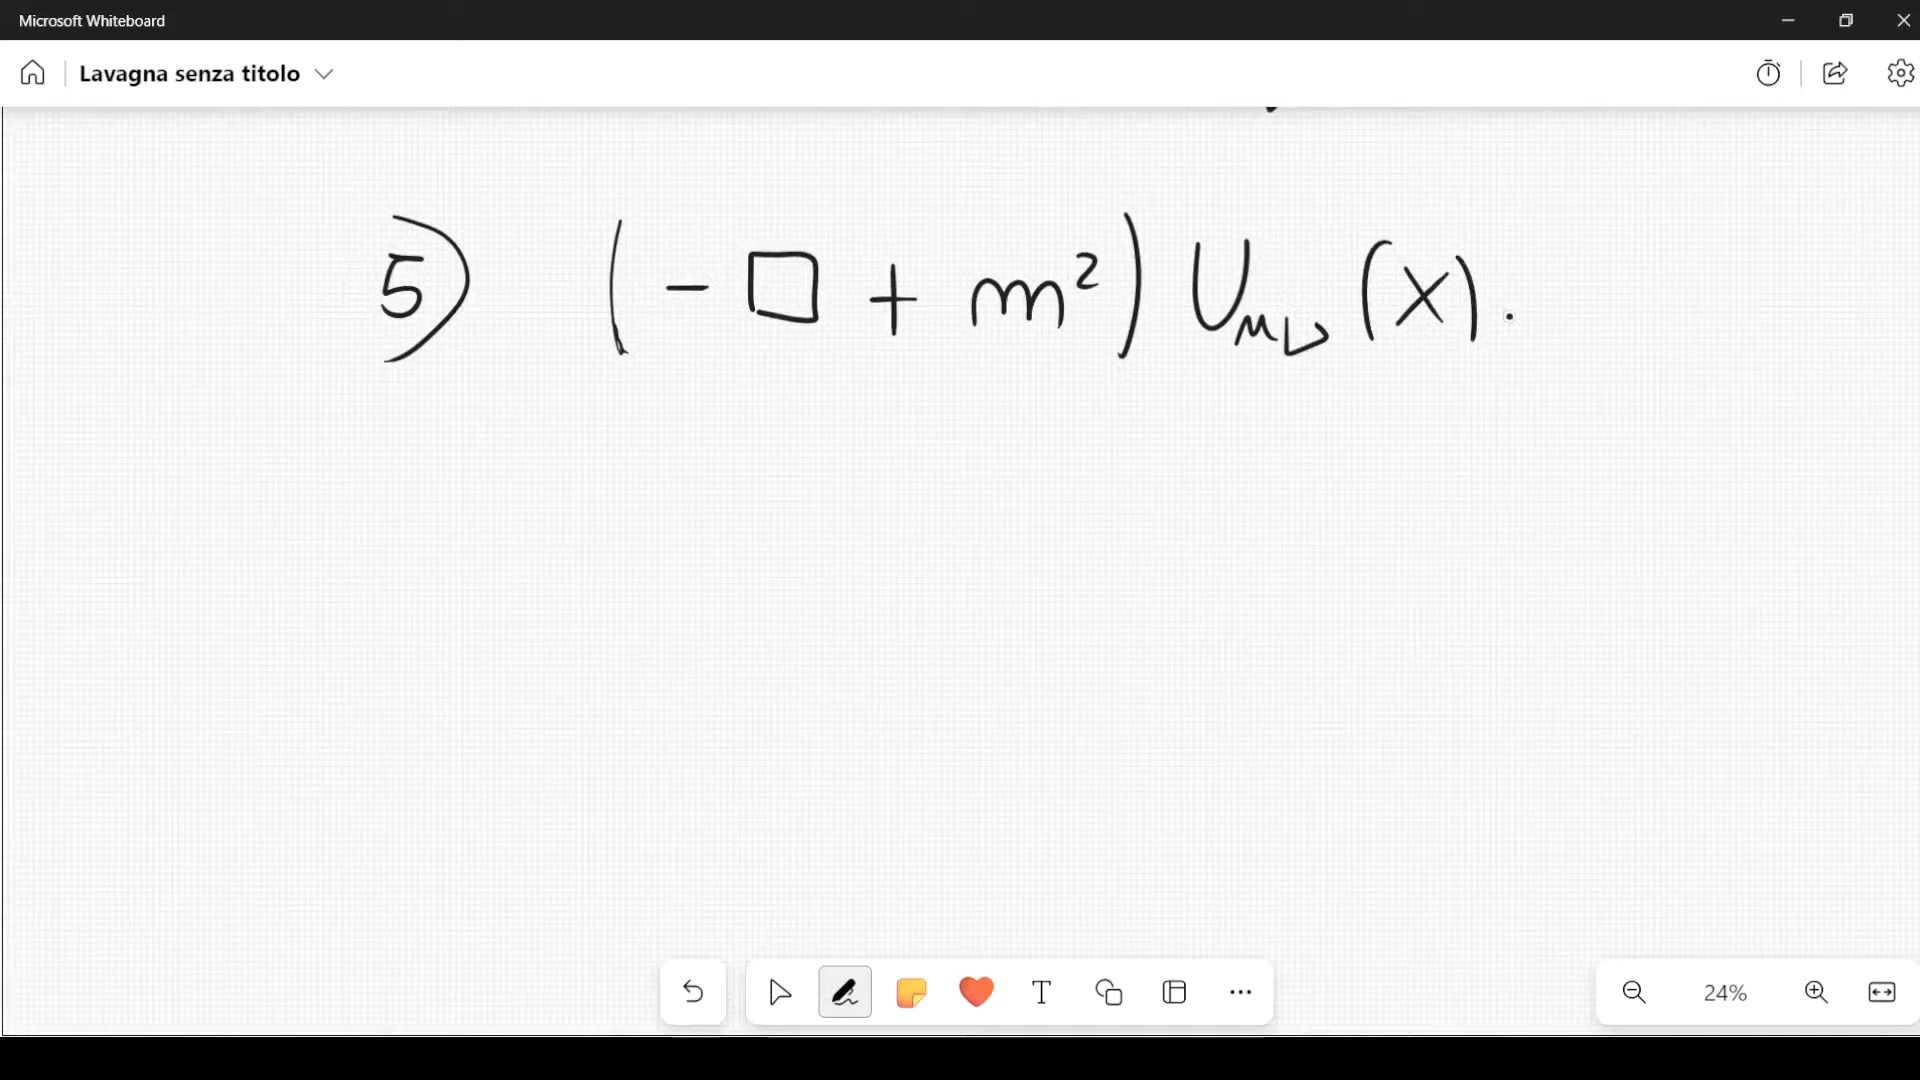 Microsoft Whiteboard
Lavagna senza titolo
5) (- □ + m²) U_μν (x) .
24%